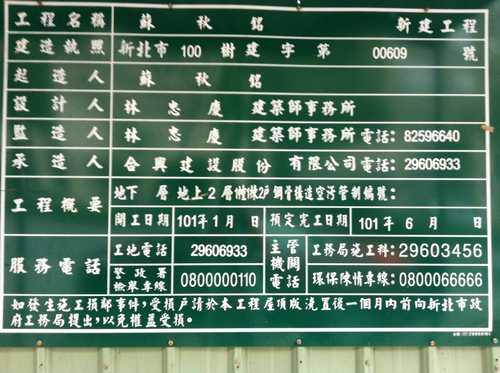 工程名稱 蘇秋銘 新建工程
建造執照 新北市 100 樹建字第 00609 號
起造人 蘇秋銘
設計人 林忠慶 建築師事務所
監造人 林忠慶 建築師事務所電話:82596640
承造人 合興建設股份有限公司電話:29606933
工程概要 地下 層 地上2層 2戶鋼骨構造空污管制編號:
開工日期 101年1月 日 預定完工日期 101年6月 日
服務電話 工地電話 29606933 主管機關電話 工務局施工科:29603456
警政署檢舉專線 0800000110 環保陳情專線:0800066666
如發生施工損鄰事件,受損戶請於本工程屋頂版澆置後一個月內前向新北市政
府工務局提出,以免權益受損。